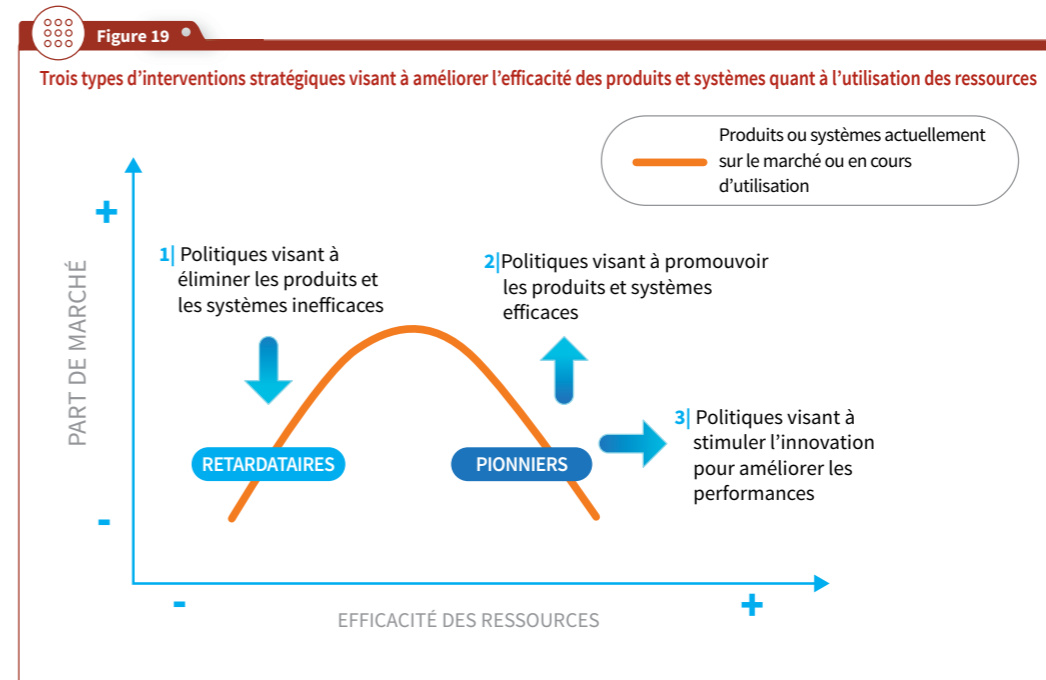 Figure 19
Trois types d’interventions stratégiques visant à améliorer l’efficacité des produits et systèmes quant à l’utilisation des ressources
Produits ou systèmes actuellement
sur le marché ou en cours
d’utilisation
+
PART DE MARCHÉ
-
1| Politiques visant à
éliminer les produits et
les systèmes inefficaces
2|Politiques visant à promouvoir
les produits et systèmes
efficaces
3| Politiques visant à
stimuler l’innovation
pour améliorer les
performances
RETARDATAIRES
PIONNIERS
-
EFFICACITÉ DES RESSOURCES
+